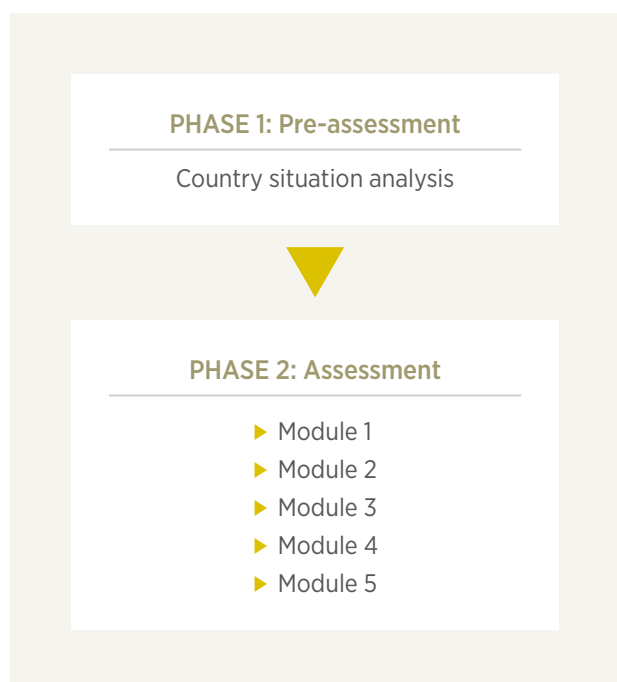 PHASE 1: Pre-assessment
Country situation analysis
PHASE 2: Assessment
Module 1
Module 2
Module 3
Module 4
Module 5